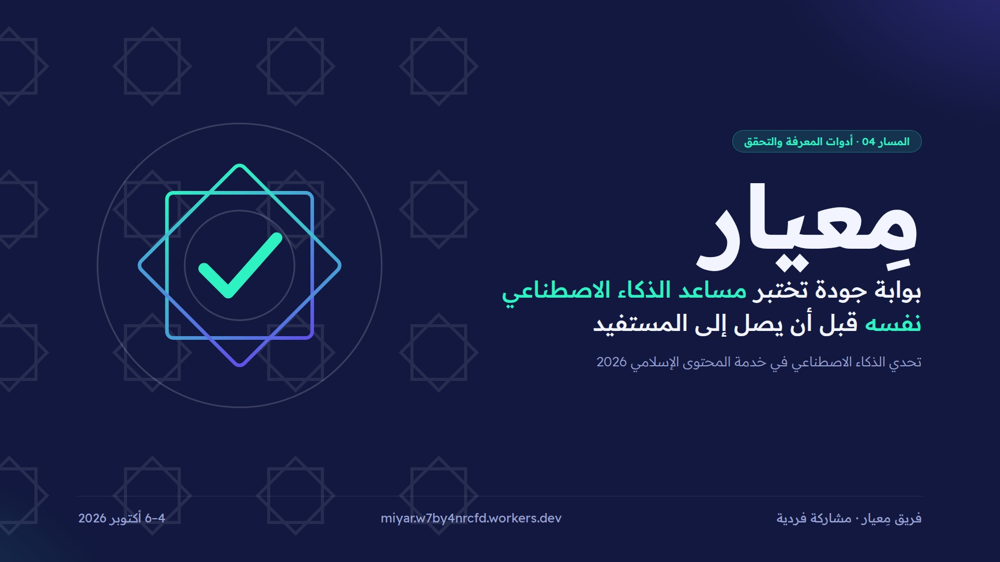 المسار 04 · أدوات المعرفة والتحقق
مِعيار
بوابة جودة تختبر مساعد الذكاء الاصطناعي
نفسه قبل أن يصل إلى المستفيد
تحدي الذكاء الاصطناعي في خدمة المحتوى الإسلامي 2026
فريق مِعيار · مشاركة فردية
miyar.w7by4nrcfd.workers.dev
4–6 أكتوبر 2026